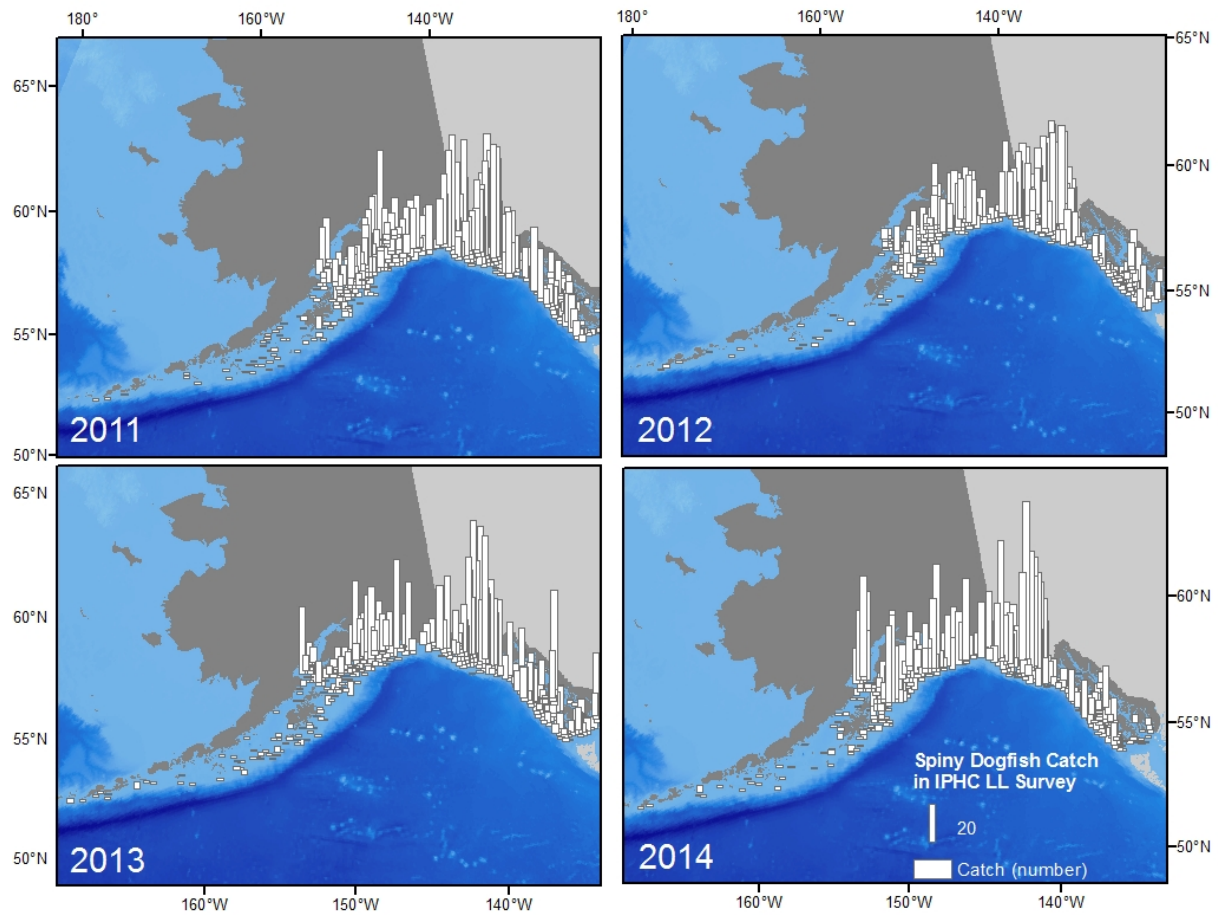 180° 160°W 140°W
180° 160°W 140°W
65°N
60°N
55°N
50°N
2011
65°N
60°N
55°N
50°N
2012
65°N
60°N
55°N
50°N
2013
160°W 150°W 140°W
60°N
55°N
50°N
Spiny Dogfish Catch
in IPHC LL Survey
20
Catch (number)
2014
160°W 150°W 140°W